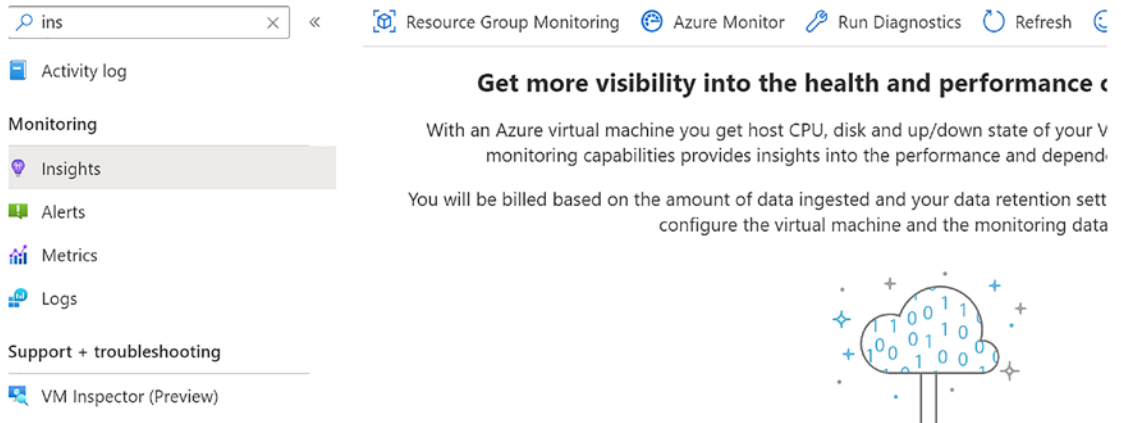 ins
Resource Group Monitoring Azure Monitor Run Diagnostics Refresh
Activity log
Get more visibility into the health and performance
Monitoring
With an Azure virtual machine you get host CPU, disk and up/down state of your V
Insights
monitoring capabilities provides insights into the performance and depend
Alerts
You will be billed based on the amount of data ingested and your data retention sett
configure the virtual machine and the monitoring data
Metrics
Logs
Support + troubleshooting
VM Inspector (Preview)
1 0 0 1 1
1 1 0 0
0 1 1 0
1 0 0 1 0 0